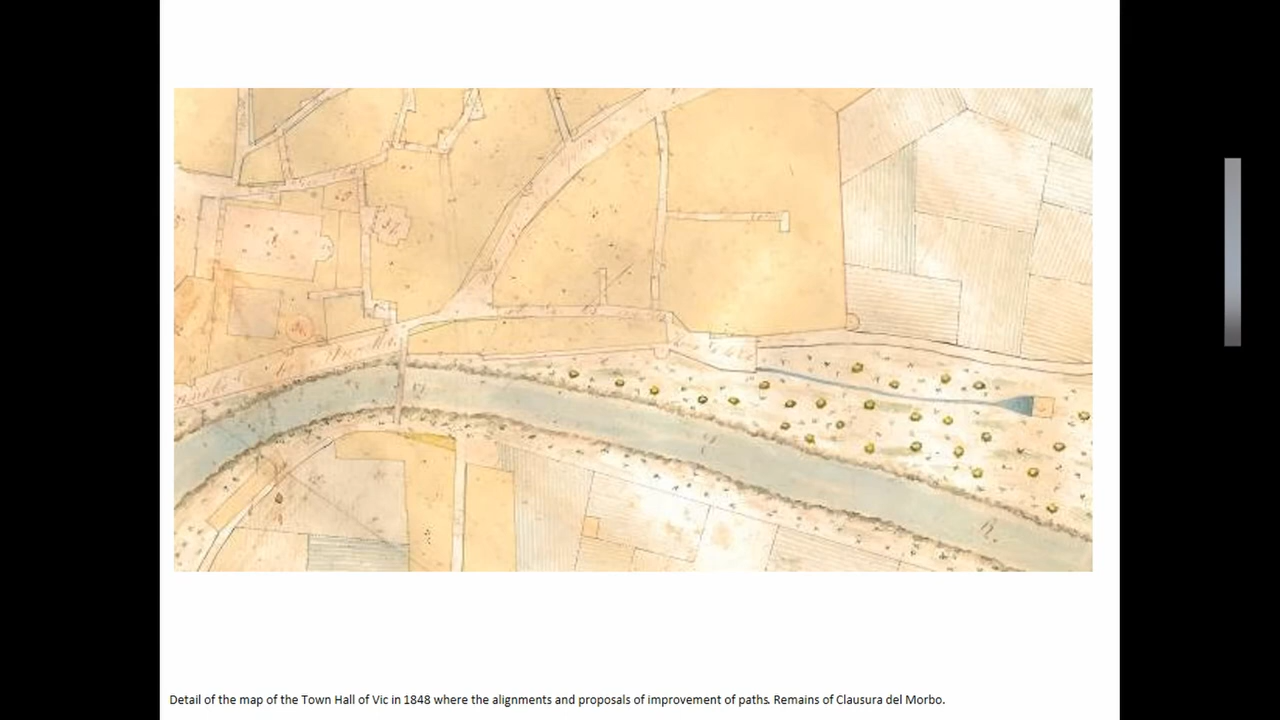 Detail of the map of the Town Hall of Vic in 1848 where the alignments and proposals of improvement of paths. Remains of Clausura del Morbo.